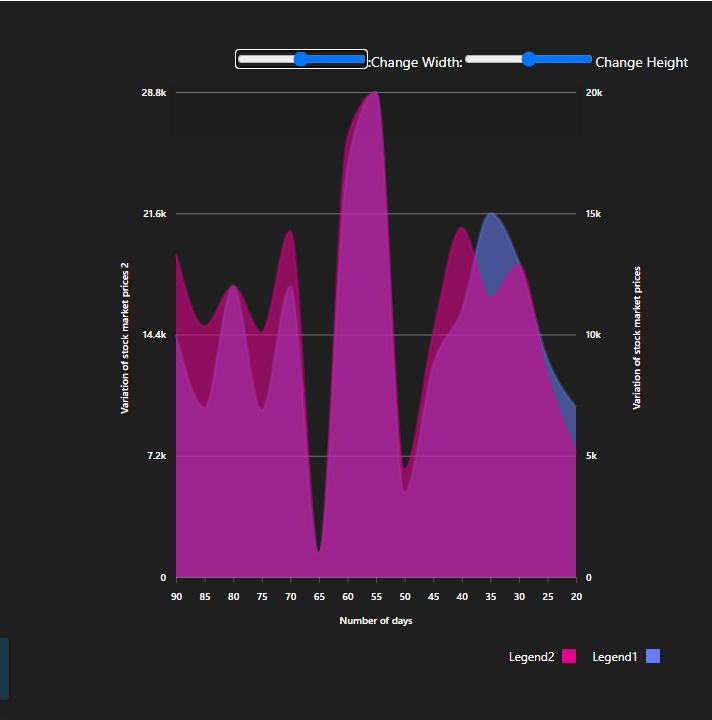 :Change Width: Change Height
28.8k 20k
21.6k 15k
Variation of stock market prices 2
Variation of stock market prices
14.4k 10k
7.2k 5k
0 0
90 85 80 75 70 65 60 55 50 45 40 35 30 25 20
Number of days
Legend2 Legend1